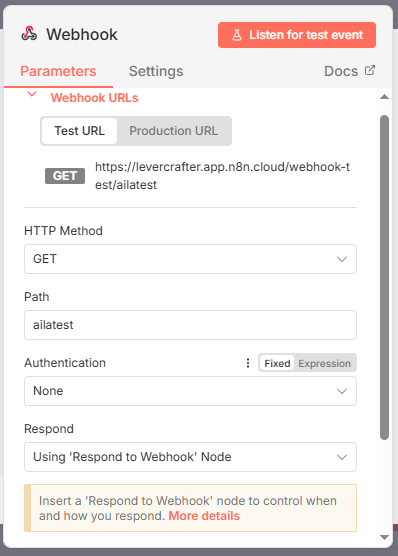 Webhook
Listen for test event
Parameters
Settings
Docs
Webhook URLs
Test URL
Production URL
GET
https://levercrafter.app.n8n.cloud/webhook-t
est/ailatest
HTTP Method
GET
Path
ailatest
Authentication
Fixed
Expression
None
Respond
Using 'Respond to Webhook' Node
Insert a 'Respond to Webhook' node to control when
and how you respond. More details